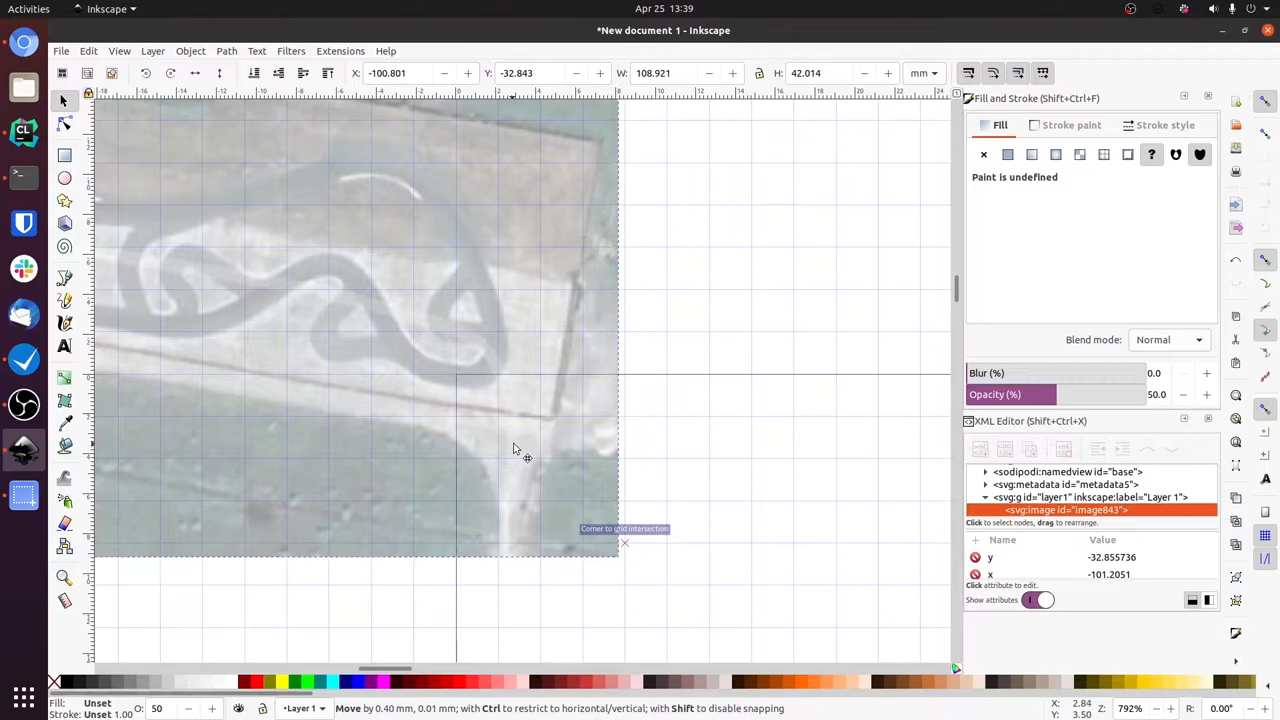 Activities
Inkscape
Apr 25 13:39
*New document 1 - Inkscape
File Edit View Layer Object Path Text Filters Extensions Help
X: -100.801 Y: -32.843 W: 108.921 H: 42.014 mm
Fill and Stroke (Shift+Ctrl+F)
Fill Stroke paint Stroke style
Paint is undefined
Blend mode: Normal
Blur (%) 0.0
Opacity (%) 50.0
XML Editor (Shift+Ctrl+X)
<sodipodi:namedview id="base">
<svg:metadata id="metadata5">
<svg:g id="layer1" inkscape:label="Layer 1">
<svg:image id="image843">
Click to select nodes, drag to rearrange.
Name Value
y -32.855736
x -101.2051
Click attribute to edit.
Show attributes
Corner to grid intersection
Fill: Unset
Stroke: Unset 1.00
O: 50
Layer 1
Move by 0.40 mm, 0.01 mm; with Ctrl to restrict to horizontal/vertical; with Shift to disable snapping
X: 2.84
Y: 3.50
Z: 792%
R: 0.00°